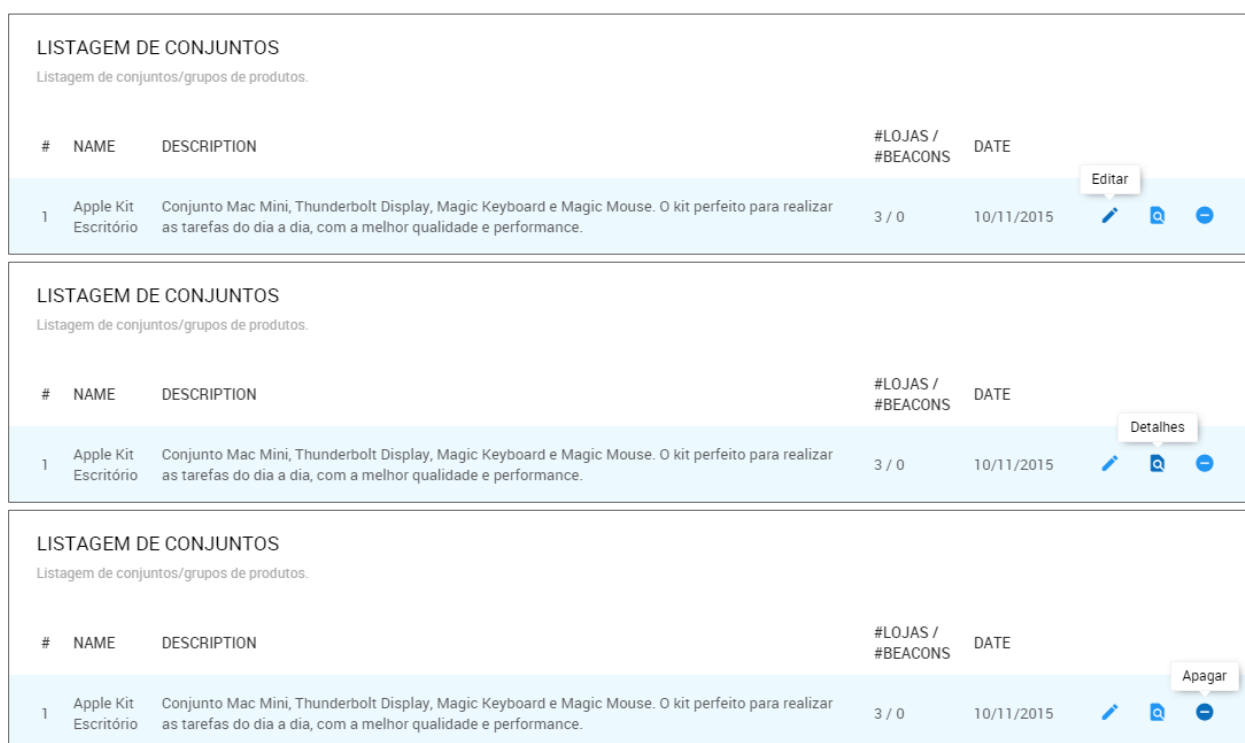 LISTAGEM DE CONJUNTOS
Listagem de conjuntos/grupos de produtos.
# NAME DESCRIPTION #LOJAS / #BEACONS DATE
Editar
1 Apple Kit Escritório Conjunto Mac Mini, Thunderbolt Display, Magic Keyboard e Magic Mouse. O kit perfeito para realizar as tarefas do dia a dia, com a melhor qualidade e performance. 3 / 0 10/11/2015
LISTAGEM DE CONJUNTOS
Listagem de conjuntos/grupos de produtos.
# NAME DESCRIPTION #LOJAS / #BEACONS DATE
Detalhes
1 Apple Kit Escritório Conjunto Mac Mini, Thunderbolt Display, Magic Keyboard e Magic Mouse. O kit perfeito para realizar as tarefas do dia a dia, com a melhor qualidade e performance. 3 / 0 10/11/2015
LISTAGEM DE CONJUNTOS
Listagem de conjuntos/grupos de produtos.
# NAME DESCRIPTION #LOJAS / #BEACONS DATE
Apagar
1 Apple Kit Escritório Conjunto Mac Mini, Thunderbolt Display, Magic Keyboard e Magic Mouse. O kit perfeito para realizar as tarefas do dia a dia, com a melhor qualidade e performance. 3 / 0 10/11/2015